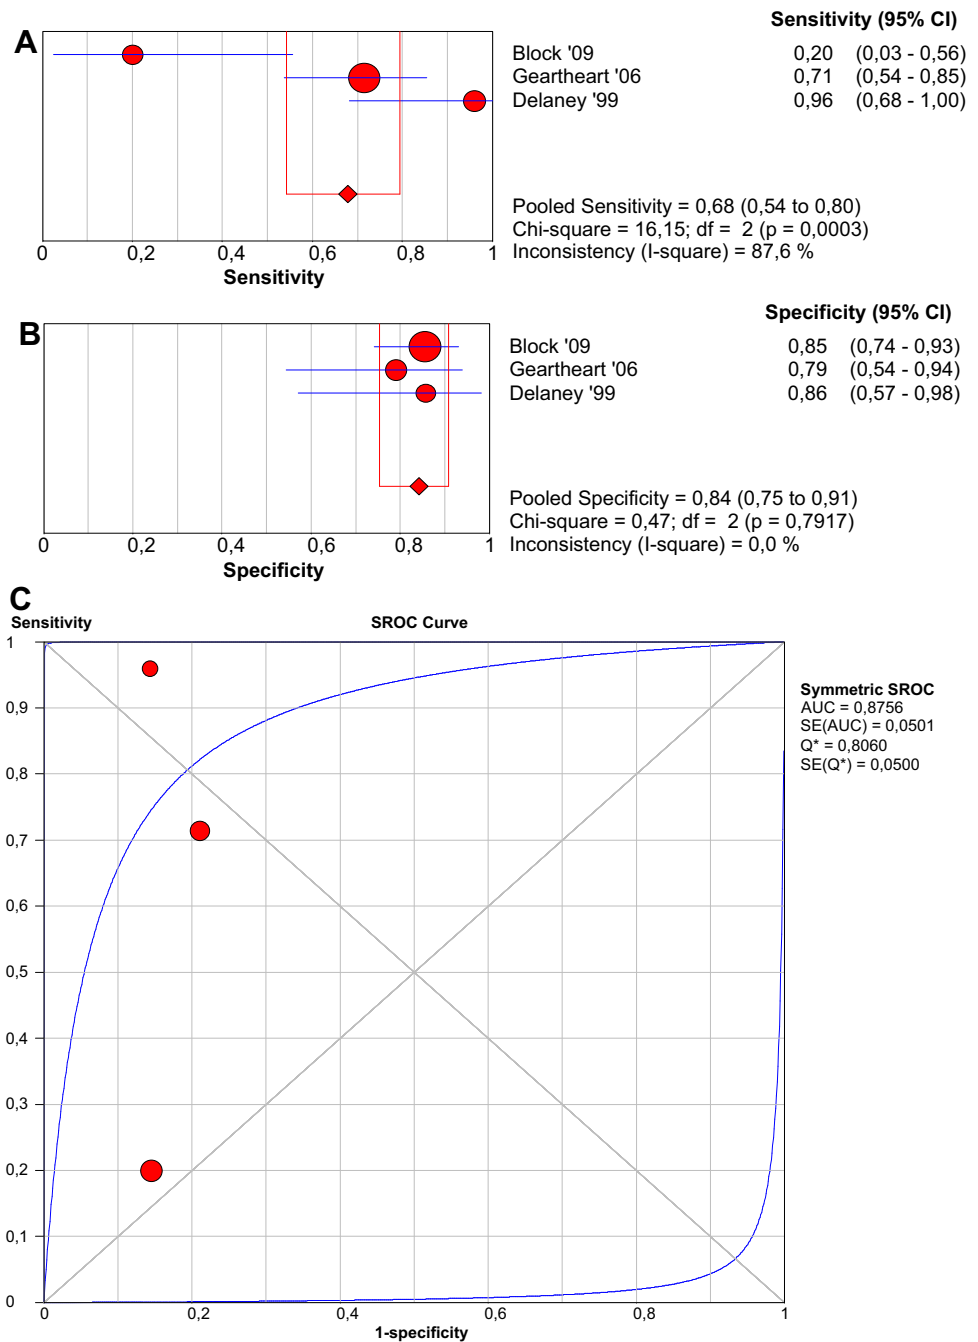 A
Sensitivity (95% CI)
Block '09 0,20 (0,03 - 0,56)
Geartheart '06 0,71 (0,54 - 0,85)
Delaney '99 0,96 (0,68 - 1,00)
Pooled Sensitivity = 0,68 (0,54 to 0,80)
Chi-square = 16,15; df = 2 (p = 0,0003)
Inconsistency (I-square) = 87,6 %
0 0,2 0,4 0,6 0,8 1
Sensitivity
B
Specificity (95% CI)
Block '09 0,85 (0,74 - 0,93)
Geartheart '06 0,79 (0,54 - 0,94)
Delaney '99 0,86 (0,57 - 0,98)
Pooled Specificity = 0,84 (0,75 to 0,91)
Chi-square = 0,47; df = 2 (p = 0,7917)
Inconsistency (I-square) = 0,0 %
0 0,2 0,4 0,6 0,8 1
Specificity
C
Sensitivity SROC Curve
1
0,9
0,8
0,7
0,6
0,5
0,4
0,3
0,2
0,1
0
0,2 0,4 0,6 0,8 1
1-specificity
Symmetric SROC
AUC = 0,8756
SE(AUC) = 0,0501
Q* = 0,8060
SE(Q*) = 0,0500